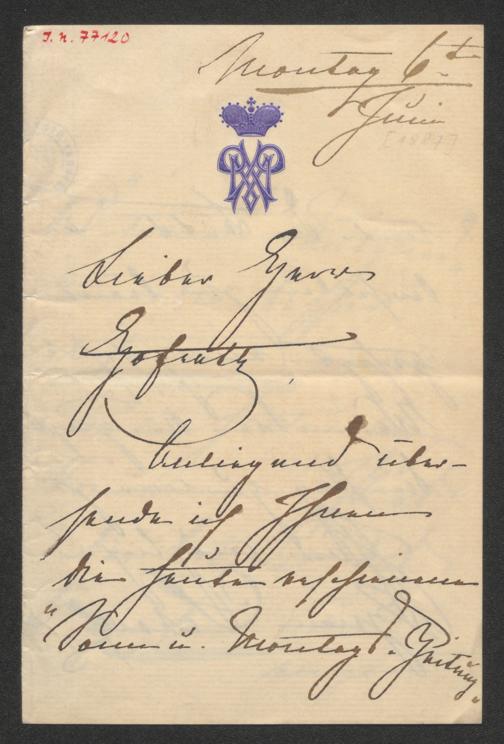 I. N. 77120
Montag 6ten
Juni
[1887]
Lieber Herr
Hofrath,
beiliegend über-
sende ich Ihnen
die heute erschienene
"Sonn u. Montags-Zeitung"